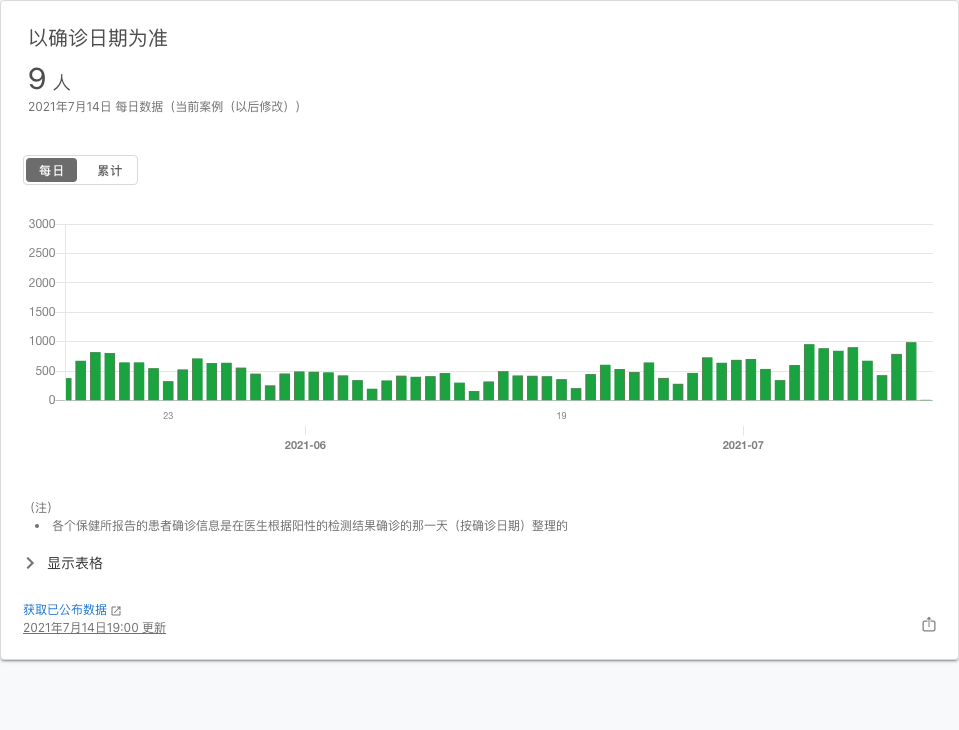 以确诊日期为准
9 人
2021年7月14日 每日数据（当前案例（以后修改））
每日 累计
3000
2500
2000
1500
1000
500
0
23 19
2021-06 2021-07
（注）
• 各个保健所报告的患者确诊信息是在医生根据阳性的检测结果确诊的那一天（按确诊日期）整理的
显示表格
获取已公布数据
2021年7月14日19:00 更新